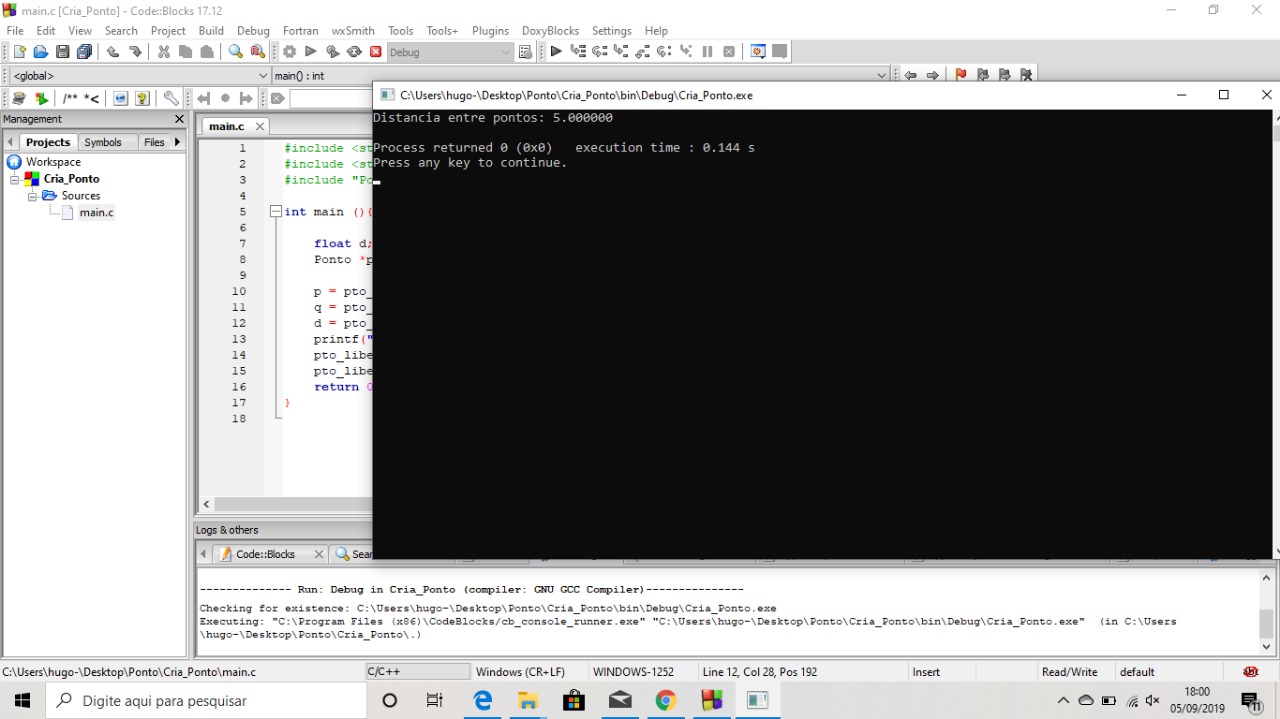 main.c [Cria_Ponto] - Code::Blocks 17.12
File Edit View Search Project Build Debug Fortran wxSmith Tools Tools+ Plugins DoxyBlocks Settings Help
Debug
<global> main() : int
/** *<
C:\Users\hugo-\Desktop\Ponto\Cria_Ponto\bin\Debug\Cria_Ponto.exe
Distancia entre pontos: 5.000000
Process returned 0 (0x0) execution time : 0.144 s
Press any key to continue.
Management
Projects Symbols Files
Workspace
Cria_Ponto
Sources
main.c
main.c
1 #include <st
2 #include <st
3 #include "Po
4
5 int main (){
6
7 float d;
8 Ponto *p
9
10 p = pto_
11 q = pto_
12 d = pto_
13 printf("
14 pto_libe
15 pto_libe
16 return 0
17 }
18
Logs & others
Code::Blocks Sear
-------------- Run: Debug in Cria_Ponto (compiler: GNU GCC Compiler)---------------
Checking for existence: C:\Users\hugo-\Desktop\Ponto\Cria_Ponto\bin\Debug\Cria_Ponto.exe
Executing: "C:\Program Files (x86)\CodeBlocks/cb_console_runner.exe" "C:\Users\hugo-\Desktop\Ponto\Cria_Ponto\bin\Debug\Cria_Ponto.exe" (in C:\Users
\hugo-\Desktop\Ponto\Cria_Ponto\.)
C:\Users\hugo-\Desktop\Ponto\Cria_Ponto\main.c C/C++ Windows (CR+LF) WINDOWS-1252 Line 12, Col 28, Pos 192 Insert Read/Write default
Digite aqui para pesquisar
18:00
05/09/2019
11